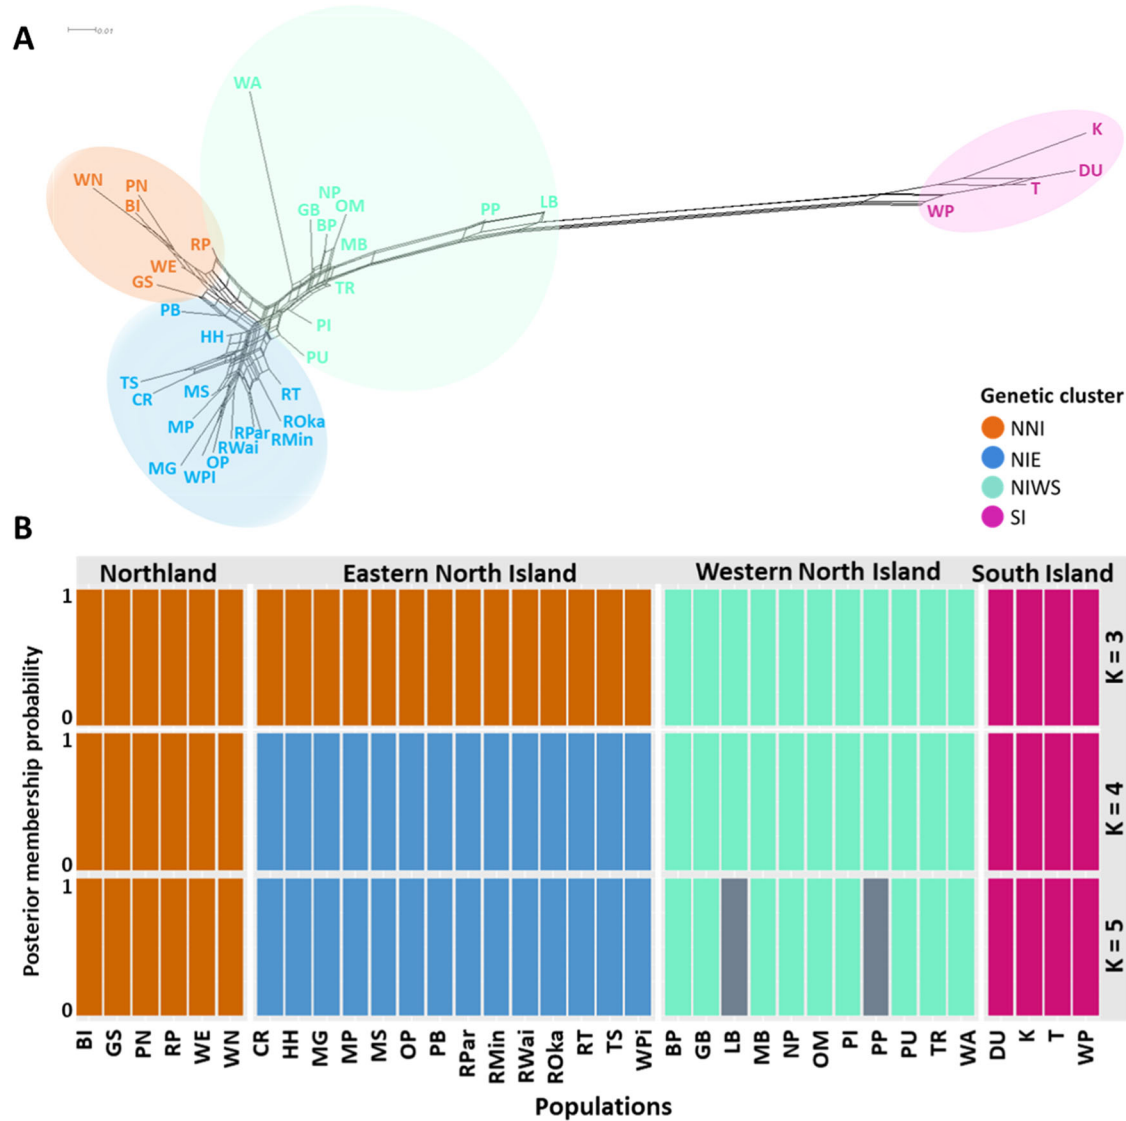 A
0.01
WA
K
WN
PN
DU
NP
T
BI
OM
LB
GB
PP
WP
BP
RP
MB
WE
GS
TR
PB
PI
HH
PU
TS
MS
RT
CR
Genetic cluster
MP
ROka
NNI
RPar
RMin
RWai
NIE
MG
OP
WPI
NIWS
SI
B
Northland
Eastern North Island
Western North Island
South Island
Posterior membership probability
1
0
K = 3
1
0
K = 4
1
0
K = 5
BI GS PN RP WE WN CR HH MG MP MS OP PB RPar RMin RWai ROka RT TS WPi BP GB LB MB NP OM PI PP PU TR WA DU K T WP
Populations